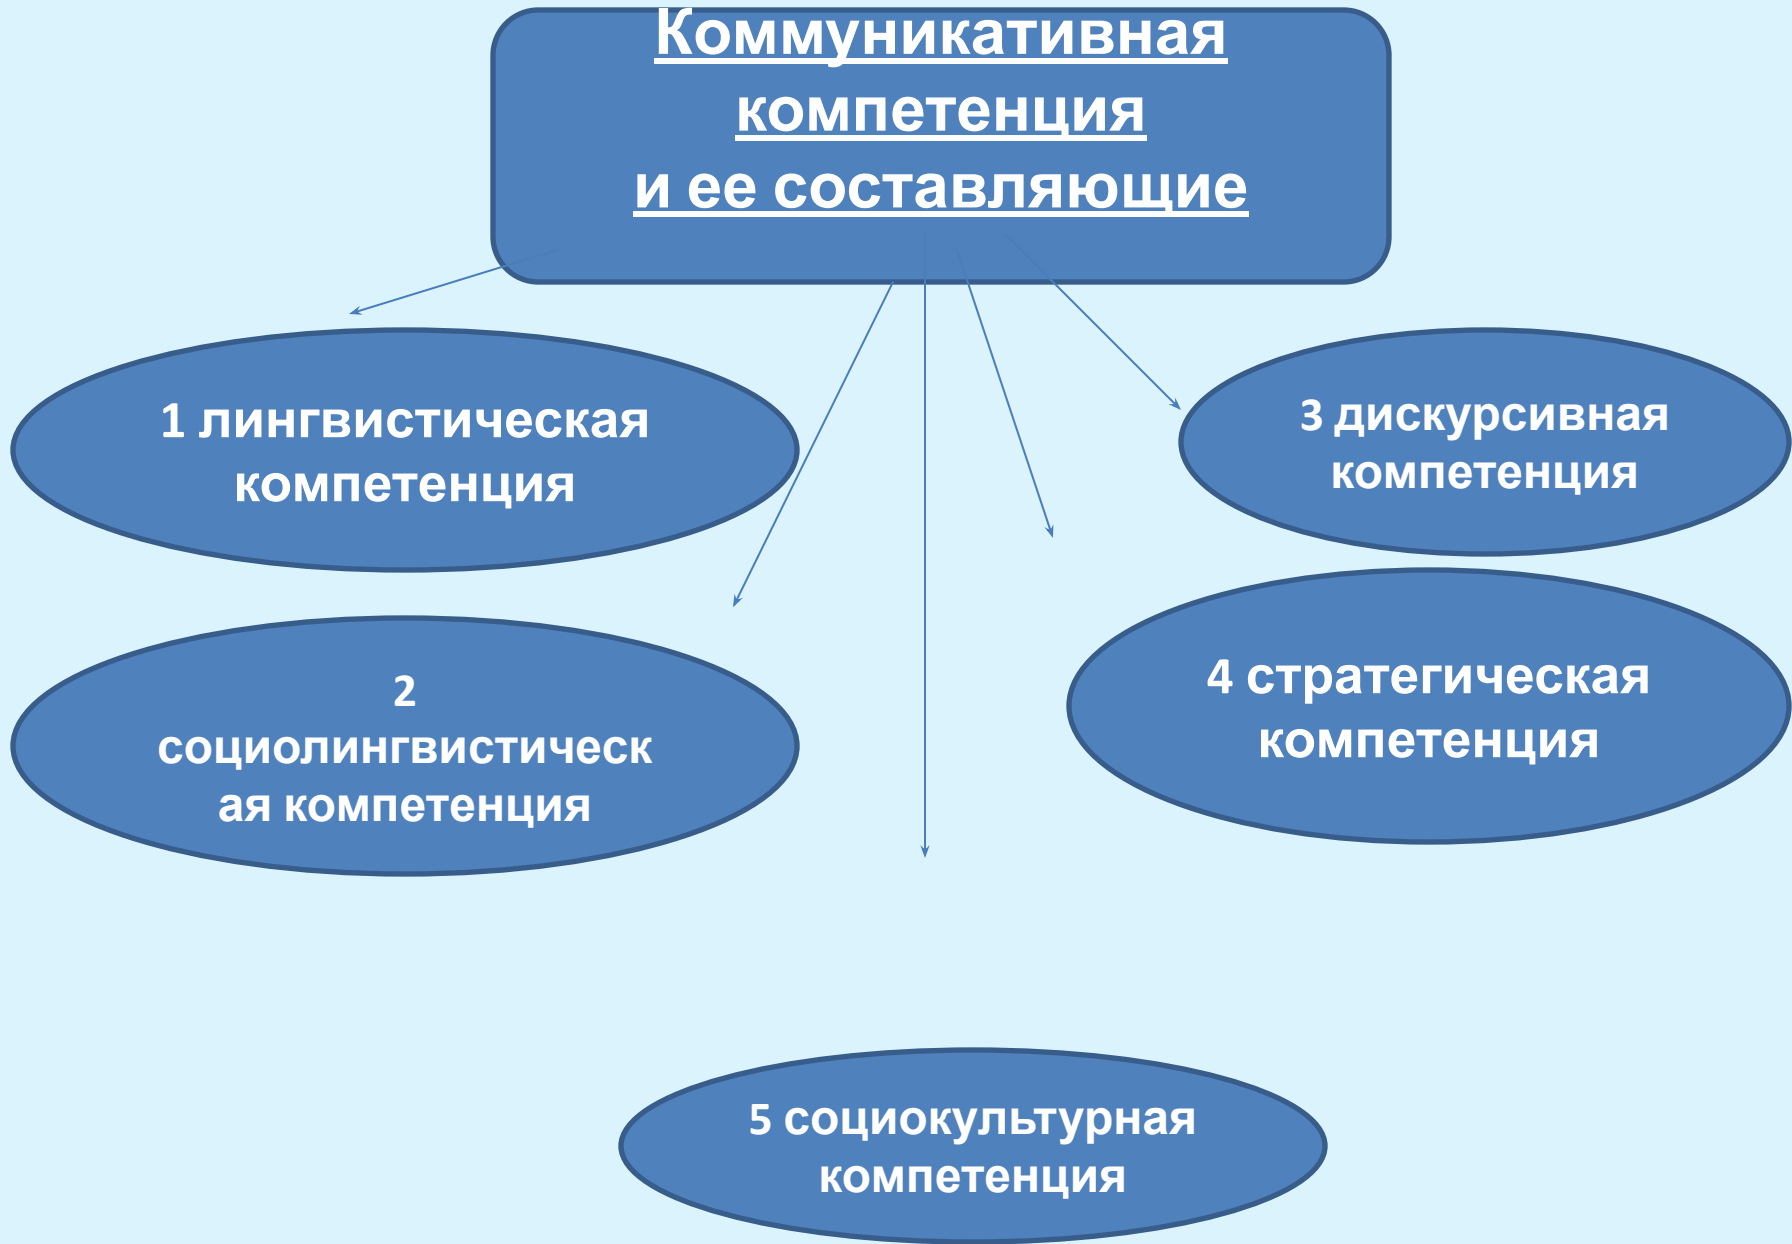 Коммуникативная
компетенция
и ее составляющие
1 лингвистическая
компетенция
2
социолингвистическ
ая компетенция
3 дискурсивная
компетенция
4 стратегическая
компетенция
5 социокультурная
компетенция